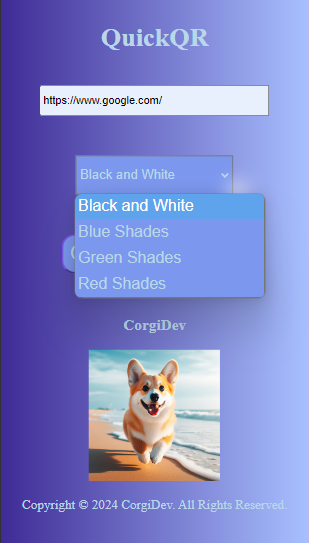 QuickQR
https://www.google.com/
Black and White
Black and White
Blue Shades
Green Shades
Red Shades
CorgiDev
Copyright © 2024 CorgiDev. All Rights Reserved.